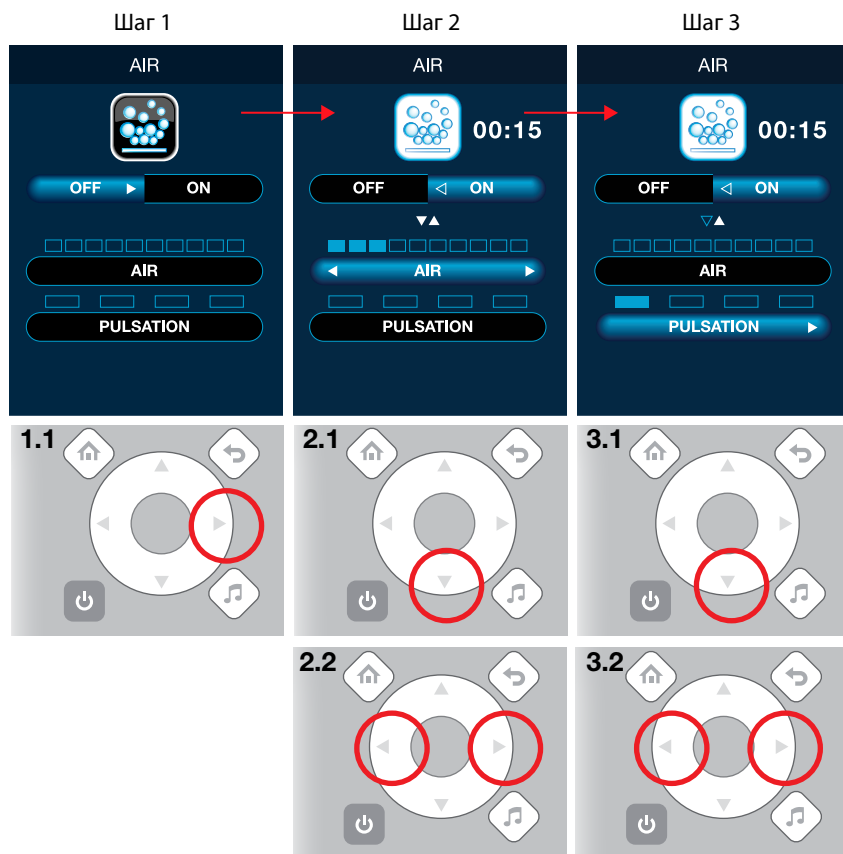 Шаг 1
Шаг 2
Шаг 3
AIR
AIR
AIR
00:15
00:15
OFF ON
OFF ON
OFF ON
AIR
AIR
AIR
PULSATION
PULSATION
PULSATION
1.1
2.1
3.1
2.2
3.2